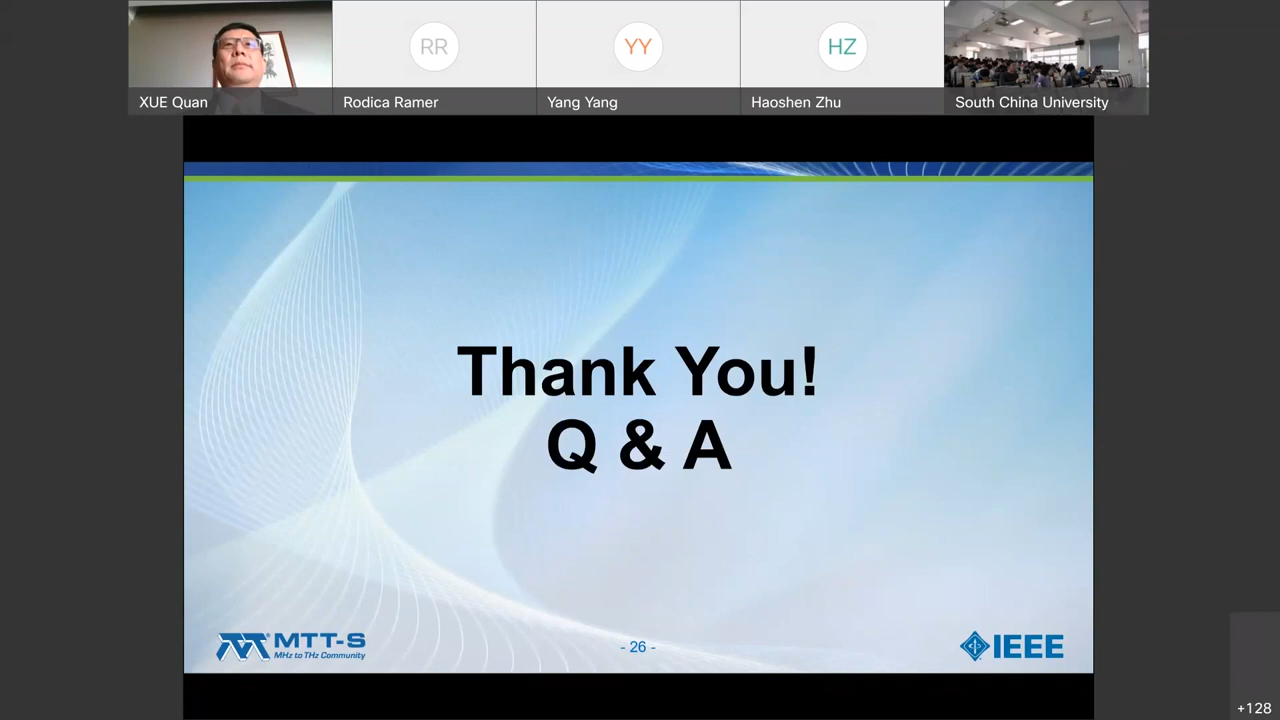 RR
YY
HZ
XUE Quan
Rodica Ramer
Yang Yang
Haoshen Zhu
South China University
Thank You!
Q & A
MTT-S
MHz to THz Community
- 26 -
IEEE
+128